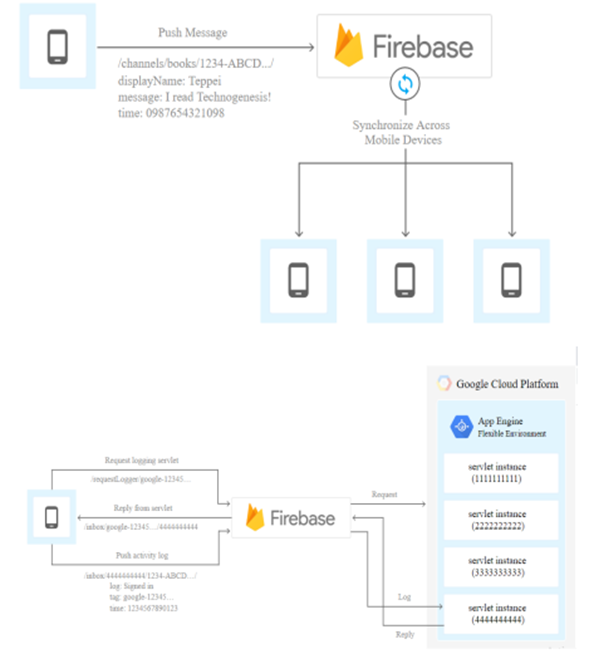 Push Message
Firebase
/channels/books/1234-ABCD.../
displayName: Teppei
message: I read Technogenesis!
time: 0987654321098
Synchronize Across
Mobile Devices
Google Cloud Platform
App Engine
Flexible Environment
Request logging servlet
/requestLogger/google-12345...
servlet instance
(1111111111)
Reply from servlet
Firebase
Request
/inbox/google-12345.../4444444444
servlet instance
(2222222222)
Push activity log
servlet instance
(3333333333)
/inbox/4444444444/1234-ABCD.../
log: Signed in
tag: google-12345...
time: 1234567890123
Log
servlet instance
(4444444444)
Reply